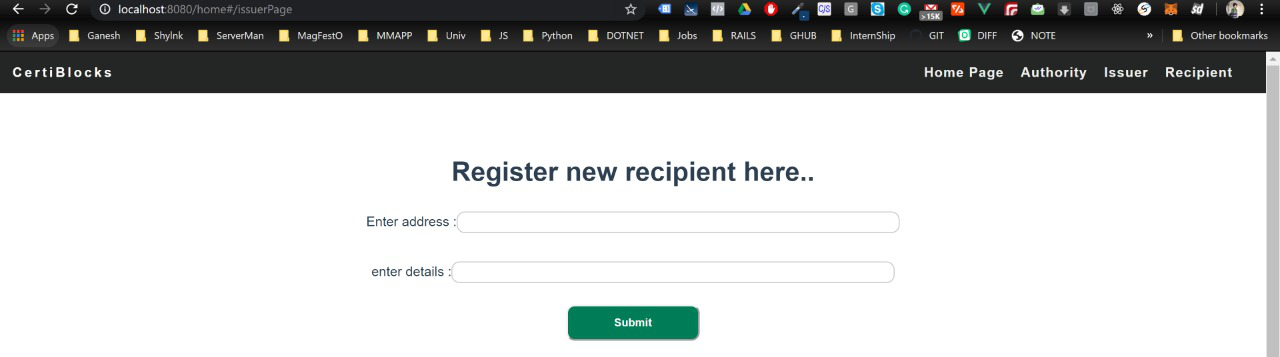 localhost:8080/home#/issuerPage
>15K
Apps Ganesh ShyInk ServerMan MagFestO MMAPP Univ JS Python DOTNET Jobs RAILS GHUB InternShip GIT DIFF NOTE » Other bookmarks
CertiBlocks Home Page Authority Issuer Recipient
Register new recipient here..
Enter address :
enter details :
Submit